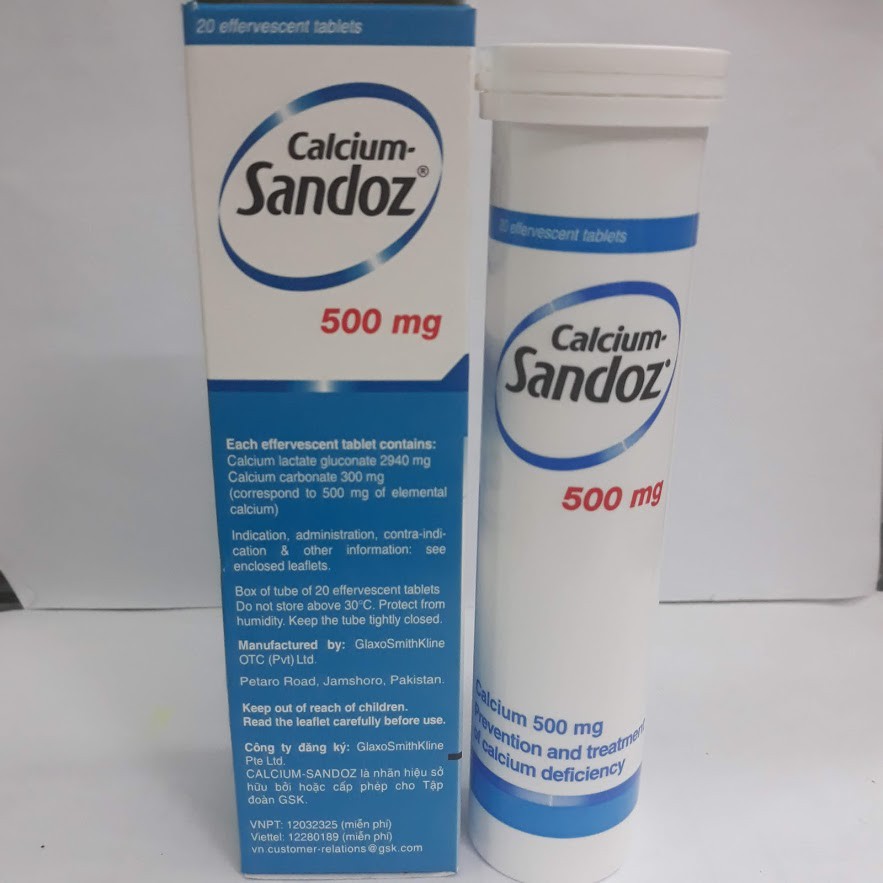 20 effervescent tablets
Calcium-
Sandoz®
500 mg
Each effervescent tablet contains:
Calcium lactate gluconate 2940 mg
Calcium carbonate 300 mg
(correspond to 500 mg of elemental
calcium)
Indication, administration, contra-indi-
cation & other information: see
enclosed leaflets.
Box of tube of 20 effervescent tablets
Do not store above 30°C. Protect from
humidity. Keep the tube tightly closed.
Manufactured by: GlaxoSmithKline
OTC (Pvt) Ltd.
Petaro Road, Jamshoro, Pakistan.
Keep out of reach of children.
Read the leaflet carefully before use.
Công ty đăng ký: GlaxoSmithKline
Pte Ltd.
CALCIUM-SANDOZ là nhãn hiệu sở
hữu bởi hoặc cấp phép cho Tập
đoàn GSK.
VNPT: 12032325 (miễn phí)
Viettel: 12280189 (miễn phí)
vn.customer-relations@gsk.com
20 effervescent tablets
Calcium-
Sandoz®
500 mg
Calcium 500 mg
Prevention and treatment
of calcium deficiency